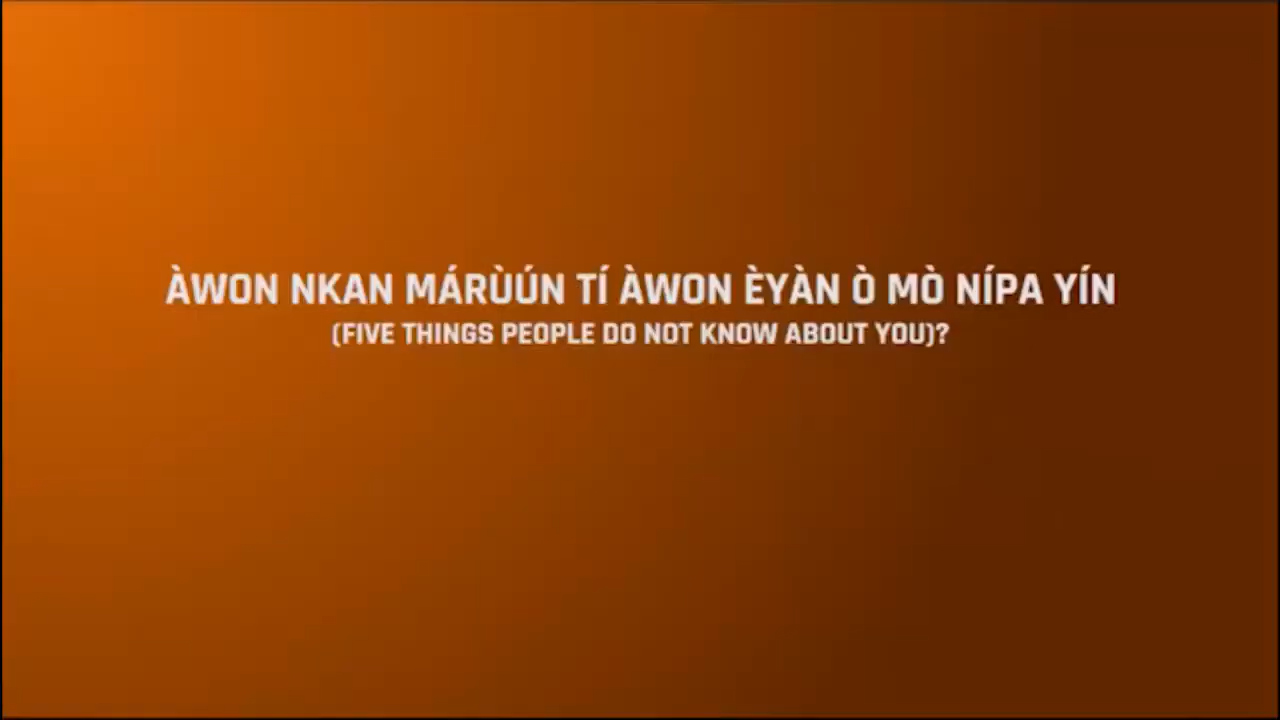 ÀWON NKAN MÁRÙÚN TÍ ÀWON ÈYÀN Ò MÒ NÍPA YÍN
(FIVE THINGS PEOPLE DO NOT KNOW ABOUT YOU)?